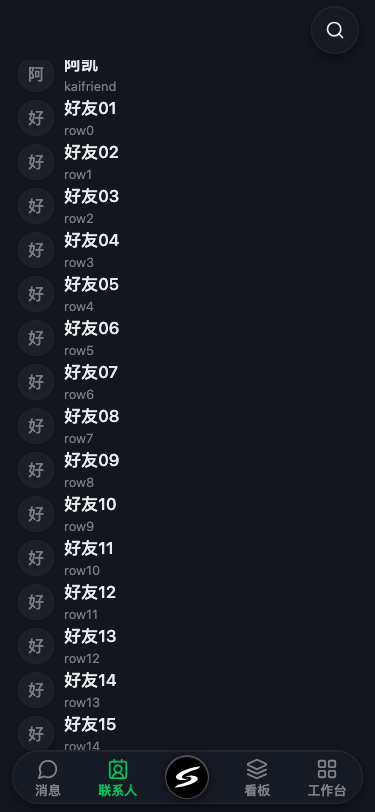 阿
阿凯
kaifriend
好
好友01
row0
好
好友02
row1
好
好友03
row2
好
好友04
row3
好
好友05
row4
好
好友06
row5
好
好友07
row6
好
好友08
row7
好
好友09
row8
好
好友10
row9
好
好友11
row10
好
好友12
row11
好
好友13
row12
好
好友14
row13
好
好友15
row14
消息
联系人
看板
工作台